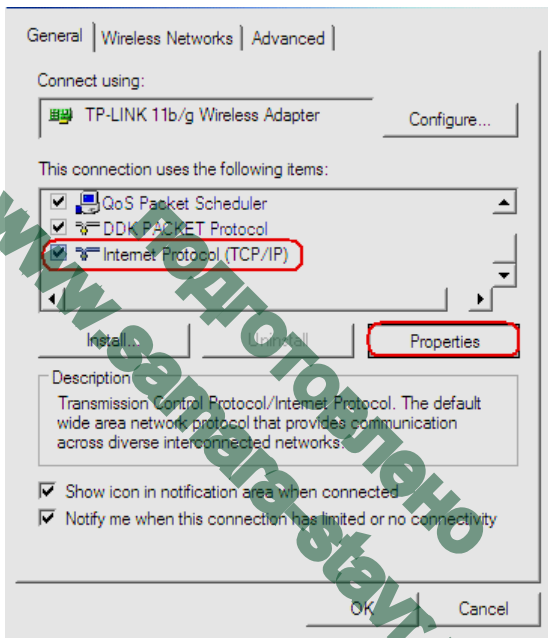 General
Wireless Networks
Advanced
Connect using:
TP-LINK 11b/g Wireless Adapter
Configure...
This connection uses the following items:
QoS Packet Scheduler
DDK PACKET Protocol
Internet Protocol (TCP/IP)
Install...
Uninstall
Properties
Description
Transmission Control Protocol/Internet Protocol. The default
wide area network protocol that provides communication
across diverse interconnected networks.
Show icon in notification area when connected
Notify me when this connection has limited or no connectivity
OK
Cancel
подготовлено
www.samara-stavr